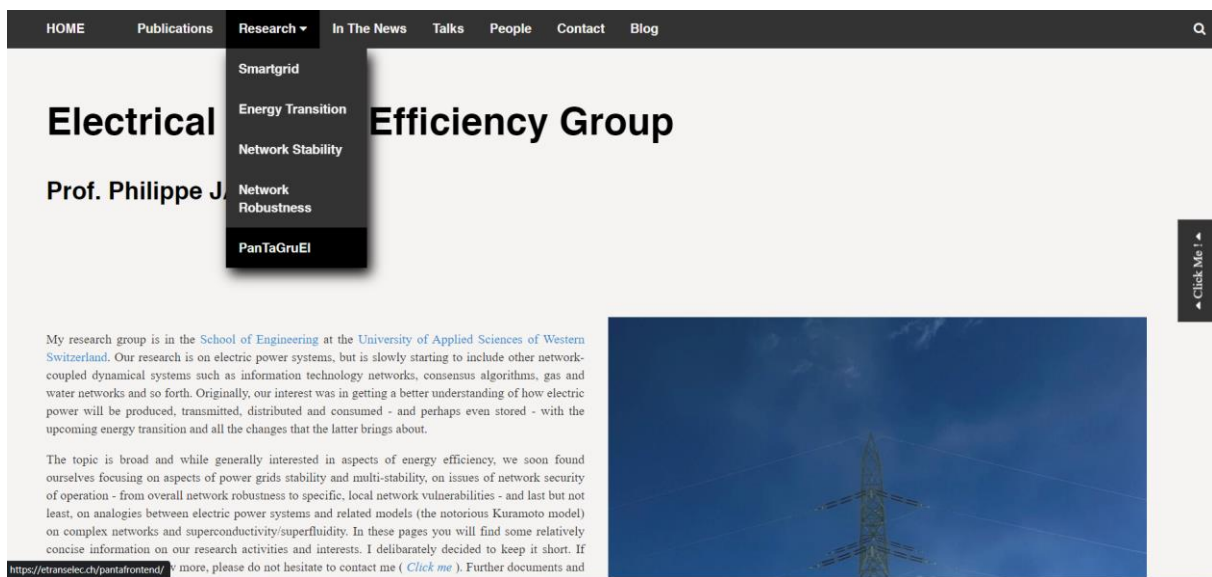 HOME Publications Research In The News Talks People Contact Blog
Smartgrid
Energy Transition
Network Stability
Network
Robustness
PanTaGruEl
Electrical Efficiency Group
Prof. Philippe
Click Me !
My research group is in the School of Engineering at the University of Applied Sciences of Western
Switzerland. Our research is on electric power systems, but is slowly starting to include other network-
coupled dynamical systems such as information technology networks, consensus algorithms, gas and
water networks and so forth. Originally, our interest was in getting a better understanding of how electric
power will be produced, transmitted, distributed and consumed - and perhaps even stored - with the
upcoming energy transition and all the changes that the latter brings about.
The topic is broad and while generally interested in aspects of energy efficiency, we soon found
ourselves focusing on aspects of power grids stability and multi-stability, on issues of network security
of operation - from overall network robustness to specific, local network vulnerabilities - and last but not
least, on analogies between electric power systems and related models (the notorious Kuramoto model)
on complex networks and superconductivity/superfluidity. In these pages you will find some relatively
concise information on our research activities and interests. I delibarately decided to keep it short. If
more, please do not hesitate to contact me ( Click me ). Further documents and
https://etranselec.ch/pantafrontend/